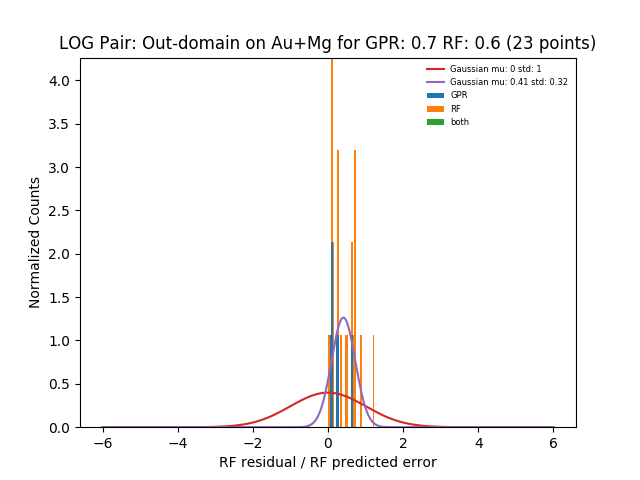 LOG Pair: Out-domain on Au+Mg for GPR: 0.7 RF: 0.6 (23 points)
Gaussian mu: 0 std: 1
Gaussian mu: 0.41 std: 0.32
GPR
RF
both
Normalized Counts
4.0
3.5
3.0
2.5
2.0
1.5
1.0
0.5
0.0
−6 −4 −2 0 2 4 6
RF residual / RF predicted error